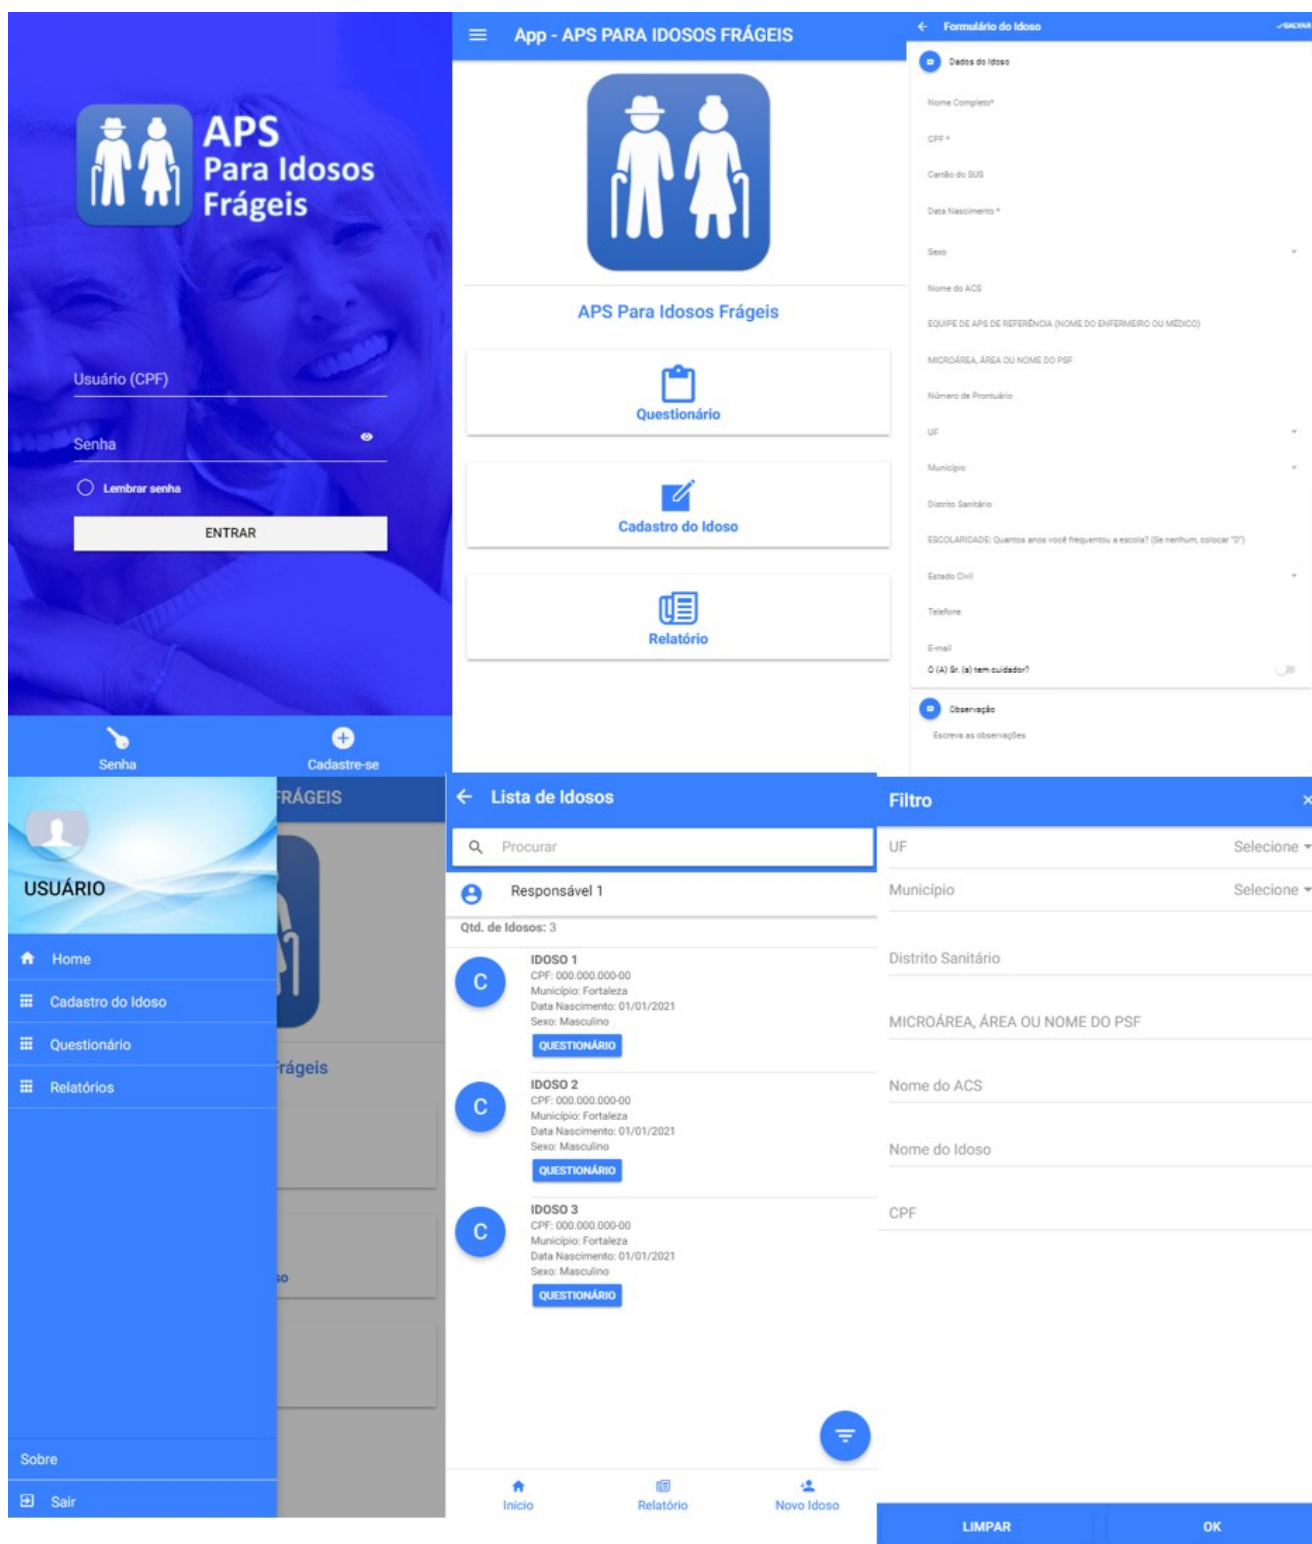 APS
Para Idosos
Frágeis
Usuário (CPF)
Senha
Lembrar senha
ENTRAR
Senha
Cadastre-se
App - APS PARA IDOSOS FRÁGEIS
APS Para Idosos Frágeis
Questionário
Cadastro do Idoso
Relatório
Formulário do Idoso
SALVAR
Dados do Idoso
Nome Completo*
CPF *
Cartão do SUS
Data Nascimento *
Sexo
Nome do ACS
EQUIPE DE APS DE REFERÊNCIA (NOME DO ENFERMEIRO OU MÉDICO)
MICROÁREA, ÁREA OU NOME DO PSF
Número de Prontuário
UF
Município
Distrito Sanitário
ESCOLARIDADE: Quantos anos você frequentou a escola? (Se nenhum, colocar "0")
Estado Civil
Telefone
E-mail
O (A) Sr. (a) tem cuidador?
Observação
Escreva as observações
FRÁGEIS
USUÁRIO
Home
Cadastro do Idoso
Questionário
Relatórios
Frágeis
so
Sobre
Sair
Lista de Idosos
Procurar
Responsável 1
Qtd. de Idosos: 3
C
IDOSO 1
CPF: 000.000.000-00
Município: Fortaleza
Data Nascimento: 01/01/2021
Sexo: Masculino
QUESTIONÁRIO
C
IDOSO 2
CPF: 000.000.000-00
Município: Fortaleza
Data Nascimento: 01/01/2021
Sexo: Masculino
QUESTIONÁRIO
C
IDOSO 3
CPF: 000.000.000-00
Município: Fortaleza
Data Nascimento: 01/01/2021
Sexo: Masculino
QUESTIONÁRIO
Inicio
Relatório
Novo Idoso
Filtro
UF Selecione
Município Selecione
Distrito Sanitário
MICROÁREA, ÁREA OU NOME DO PSF
Nome do ACS
Nome do Idoso
CPF
LIMPAR
OK